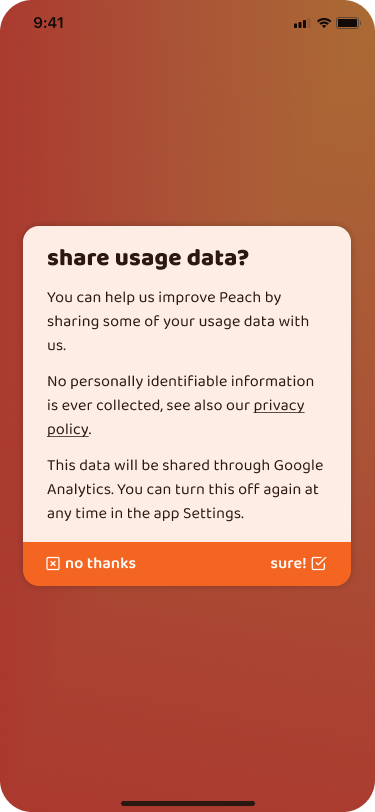 9:41
share usage data?
You can help us improve Peach by
sharing some of your usage data with
us.
No personally identifiable information
is ever collected, see also our privacy
policy.
This data will be shared through Google
Analytics. You can turn this off again at
any time in the app Settings.
no thanks
sure!